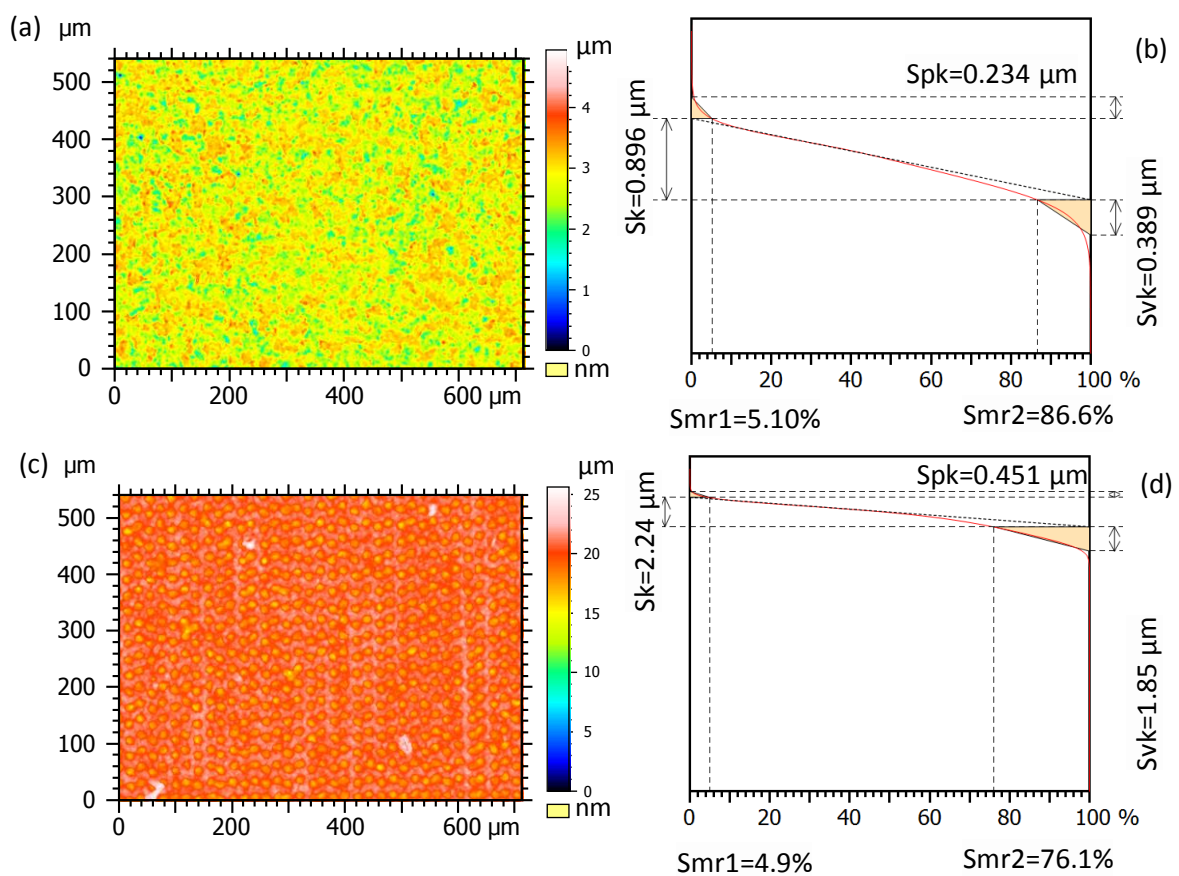 (a) µm
500
400
300
200
100
0
0 200 400 600 µm
µm
4
3
2
1
0
nm
(b)
Spk=0.234 µm
Sk=0.896 µm
Svk=0.389 µm
0 20 40 60 80 100 %
Smr1=5.10% Smr2=86.6%
(c) µm
500
400
300
200
100
0
0 200 400 600 µm
µm
25
20
15
10
5
0
nm
(d)
Spk=0.451 µm
Sk=2.24 µm
Svk=1.85 µm
0 20 40 60 80 100 %
Smr1=4.9% Smr2=76.1%